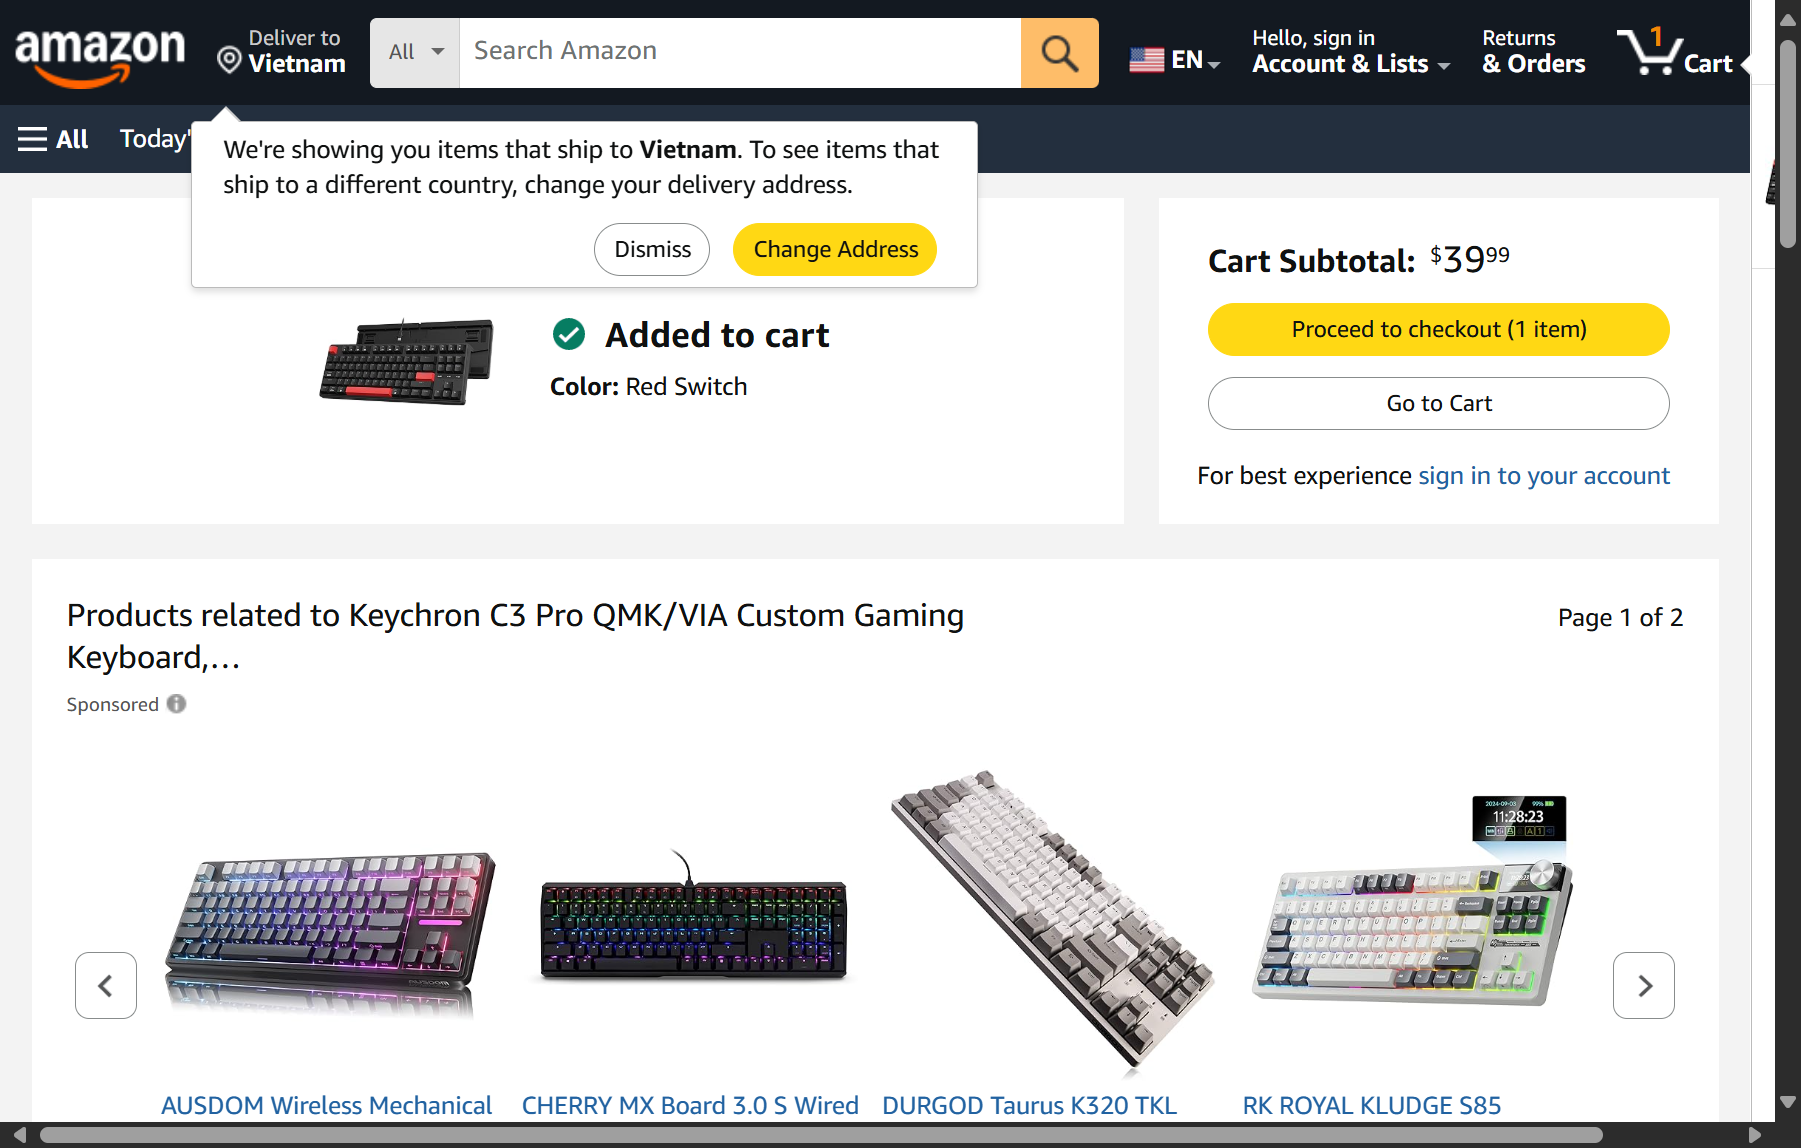 amazon
Deliver to
Vietnam
All
Search Amazon
EN
Hello, sign in
Account & Lists
Returns
& Orders
1
Cart
All
Today'
We're showing you items that ship to Vietnam. To see items that
ship to a different country, change your delivery address.
Dismiss
Change Address
Added to cart
Color: Red Switch
Cart Subtotal: $39.99
Proceed to checkout (1 item)
Go to Cart
For best experience sign in to your account
Products related to Keychron C3 Pro QMK/VIA Custom Gaming
Keyboard,…
Page 1 of 2
Sponsored
2024-09-03 99%
11:28:23
AUSDOM
AUSDOM Wireless Mechanical
CHERRY MX Board 3.0 S Wired
DURGOD Taurus K320 TKL
RK ROYAL KLUDGE S85